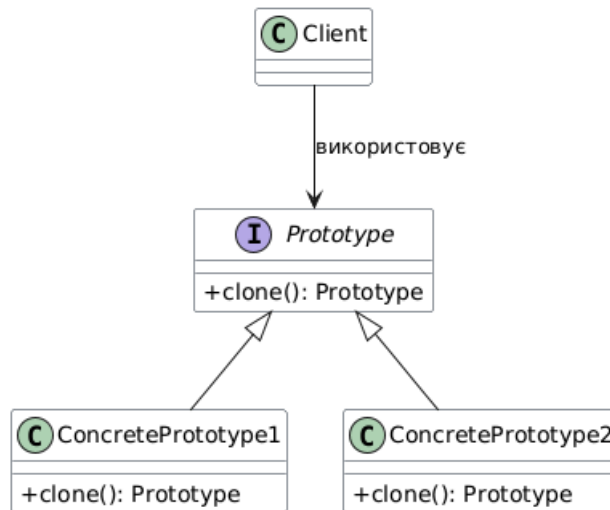 C Client
використовує
I Prototype
+clone(): Prototype
C ConcretePrototype1
C ConcretePrototype2
+clone(): Prototype
+clone(): Prototype